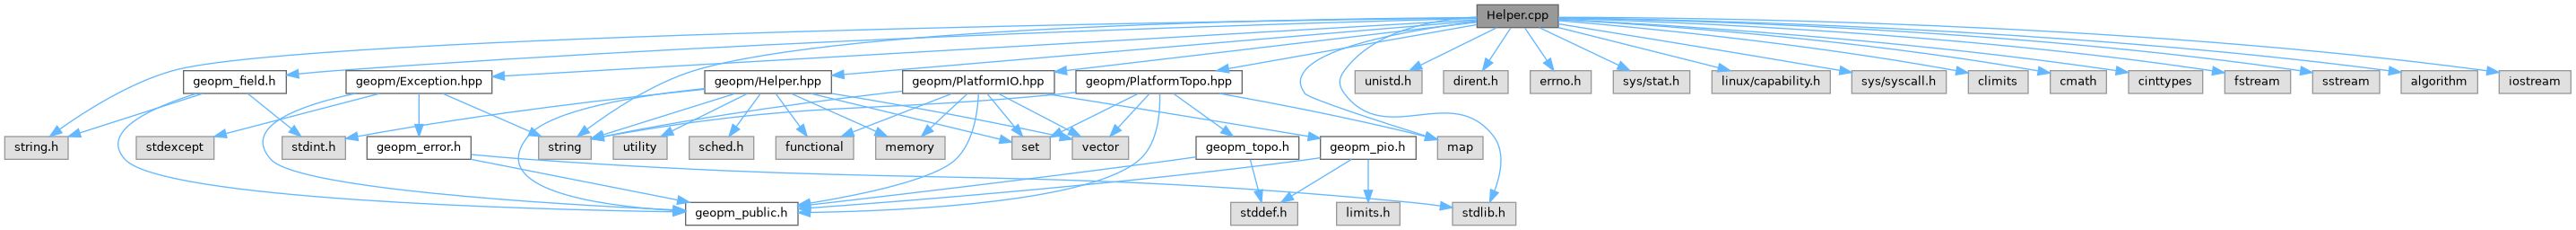 Helper.cpp
geopm_field.h
geopm/Exception.hpp
geopm/Helper.hpp
geopm/PlatformIO.hpp
geopm/PlatformTopo.hpp
unistd.h
dirent.h
errno.h
sys/stat.h
linux/capability.h
sys/syscall.h
climits
cmath
cinttypes
fstream
sstream
algorithm
iostream
string.h
stdexcept
stdint.h
geopm_error.h
string
utility
sched.h
functional
memory
set
vector
geopm_topo.h
geopm_pio.h
map
geopm_public.h
stddef.h
limits.h
stdlib.h